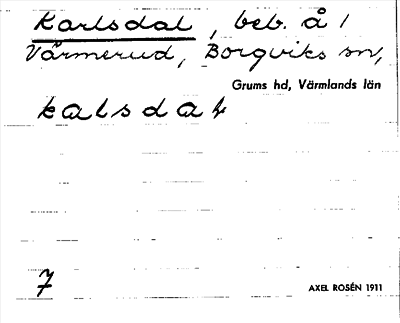 Karlsdal, beb. å 1
Värmerud, Borgviks sn,
Grums hd, Värmlands län
kalsdal
7
AXEL ROSÉN 1911